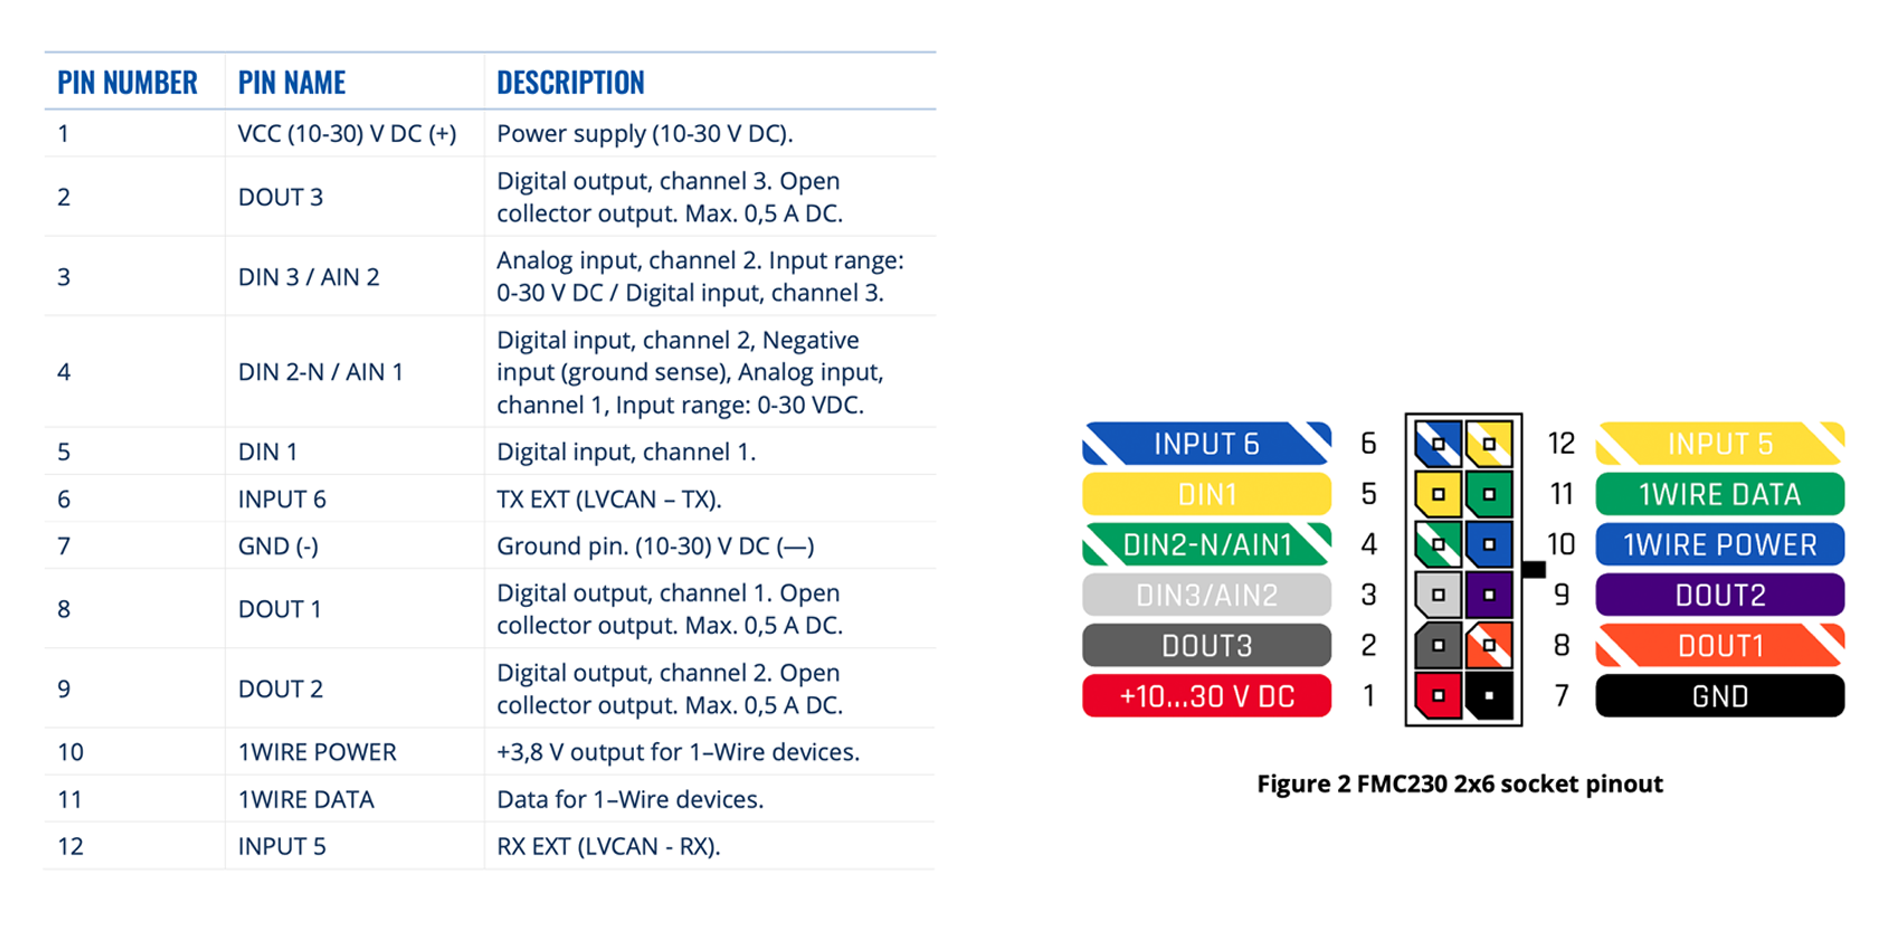 PIN NUMBER PIN NAME DESCRIPTION
1 VCC (10-30) V DC (+) Power supply (10-30 V DC).
2 DOUT 3 Digital output, channel 3. Open
collector output. Max. 0,5 A DC.
3 DIN 3 / AIN 2 Analog input, channel 2. Input range:
0-30 V DC / Digital input, channel 3.
4 DIN 2-N / AIN 1 Digital input, channel 2, Negative
input (ground sense), Analog input,
channel 1, Input range: 0-30 VDC.
5 DIN 1 Digital input, channel 1.
6 INPUT 6 TX EXT (LVCAN – TX).
7 GND (-) Ground pin. (10-30) V DC (—)
8 DOUT 1 Digital output, channel 1. Open
collector output. Max. 0,5 A DC.
9 DOUT 2 Digital output, channel 2. Open
collector output. Max. 0,5 A DC.
10 1WIRE POWER +3,8 V output for 1–Wire devices.
11 1WIRE DATA Data for 1–Wire devices.
12 INPUT 5 RX EXT (LVCAN - RX).
INPUT 6 6 12 INPUT 5
DIN1 5 11 1WIRE DATA
DIN2-N/AIN1 4 10 1WIRE POWER
DIN3/AIN2 3 9 DOUT2
DOUT3 2 8 DOUT1
+10...30 V DC 1 7 GND
Figure 2 FMC230 2x6 socket pinout